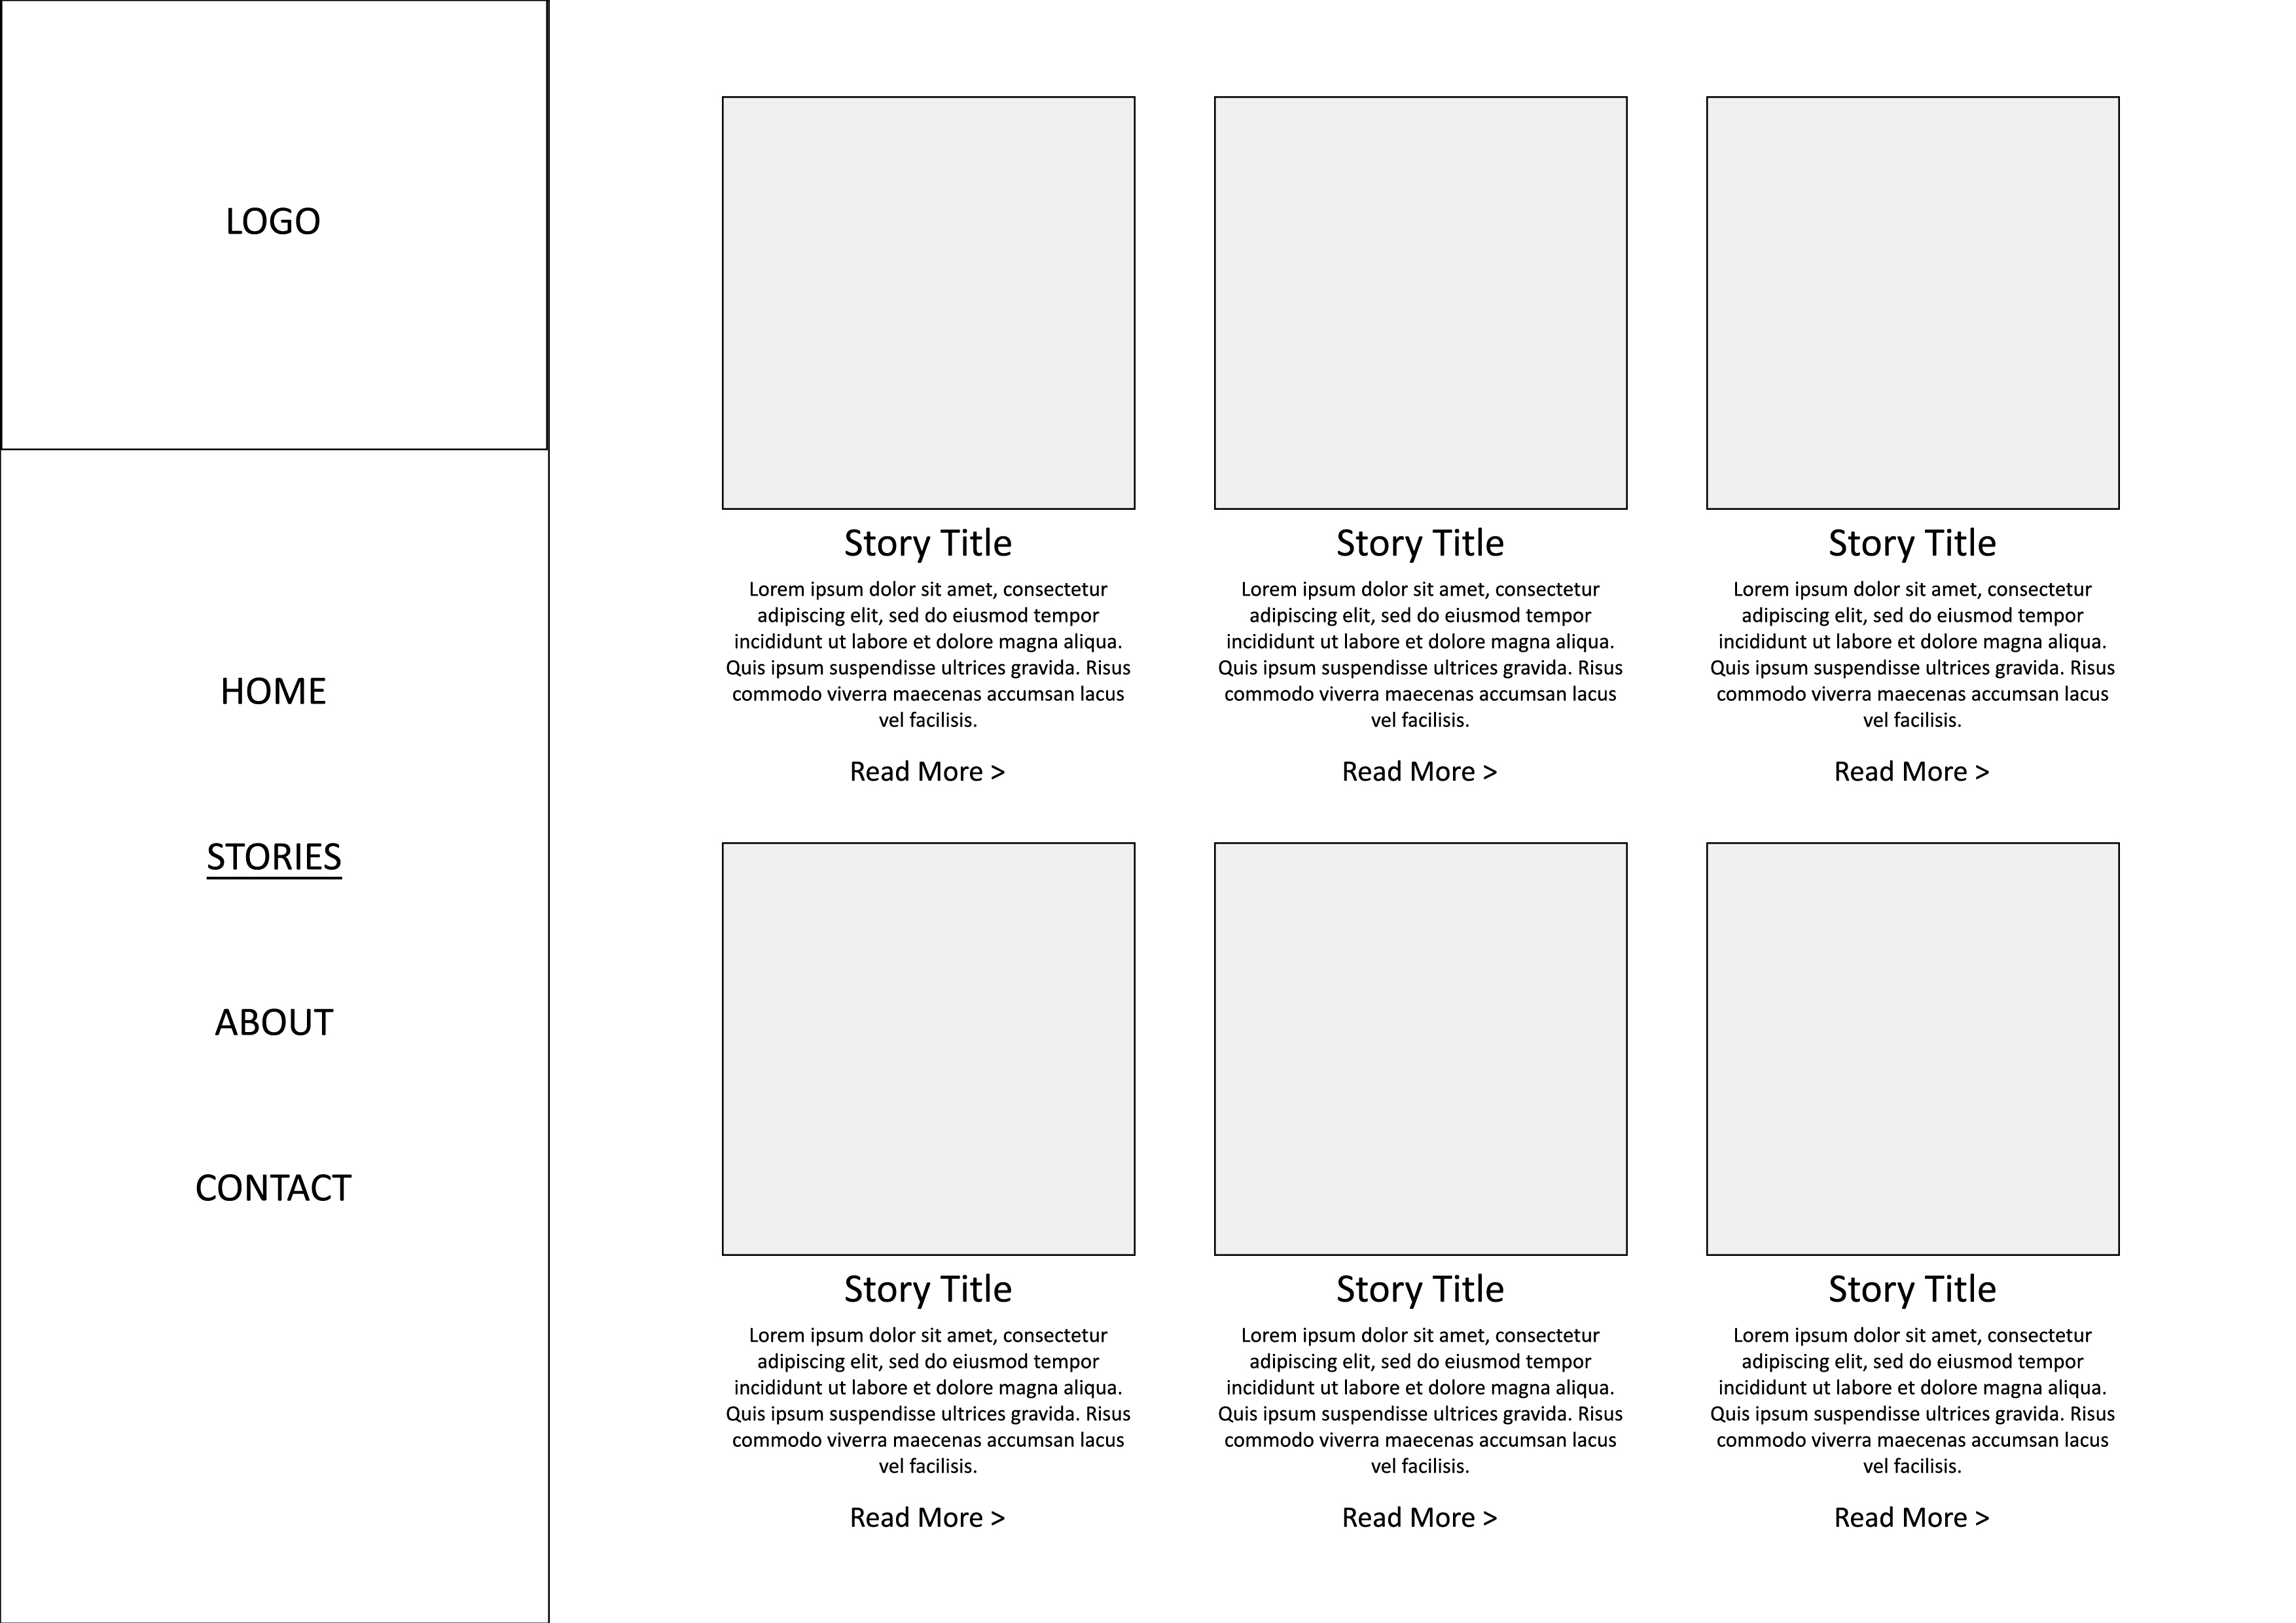 LOGO
HOME
STORIES
ABOUT
CONTACT
Story Title
Lorem ipsum dolor sit amet, consectetur
adipiscing elit, sed do eiusmod tempor
incididunt ut labore et dolore magna aliqua.
Quis ipsum suspendisse ultrices gravida. Risus
commodo viverra maecenas accumsan lacus
vel facilisis.
Read More >
Story Title
Lorem ipsum dolor sit amet, consectetur
adipiscing elit, sed do eiusmod tempor
incididunt ut labore et dolore magna aliqua.
Quis ipsum suspendisse ultrices gravida. Risus
commodo viverra maecenas accumsan lacus
vel facilisis.
Read More >
Story Title
Lorem ipsum dolor sit amet, consectetur
adipiscing elit, sed do eiusmod tempor
incididunt ut labore et dolore magna aliqua.
Quis ipsum suspendisse ultrices gravida. Risus
commodo viverra maecenas accumsan lacus
vel facilisis.
Read More >
Story Title
Lorem ipsum dolor sit amet, consectetur
adipiscing elit, sed do eiusmod tempor
incididunt ut labore et dolore magna aliqua.
Quis ipsum suspendisse ultrices gravida. Risus
commodo viverra maecenas accumsan lacus
vel facilisis.
Read More >
Story Title
Lorem ipsum dolor sit amet, consectetur
adipiscing elit, sed do eiusmod tempor
incididunt ut labore et dolore magna aliqua.
Quis ipsum suspendisse ultrices gravida. Risus
commodo viverra maecenas accumsan lacus
vel facilisis.
Read More >
Story Title
Lorem ipsum dolor sit amet, consectetur
adipiscing elit, sed do eiusmod tempor
incididunt ut labore et dolore magna aliqua.
Quis ipsum suspendisse ultrices gravida. Risus
commodo viverra maecenas accumsan lacus
vel facilisis.
Read More >